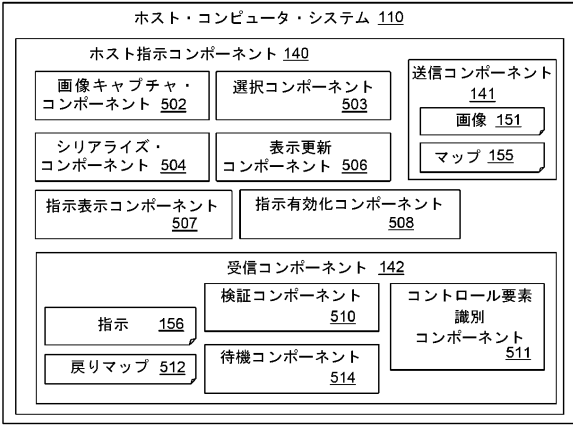 ホスト・コンピュータ・システム 110
ホスト指示コンポーネント 140
画像キャプチャ・
コンポーネント 502
選択コンポーネント
503
送信コンポーネント
141
画像 151
マップ 155
シリアライズ・
コンポーネント 504
表示更新
コンポーネント 506
指示表示コンポーネント
507
指示有効化コンポーネント
508
受信コンポーネント 142
指示 156
戻りマップ 512
検証コンポーネント
510
待機コンポーネント
514
コントロール要素
識別
コンポーネント
511